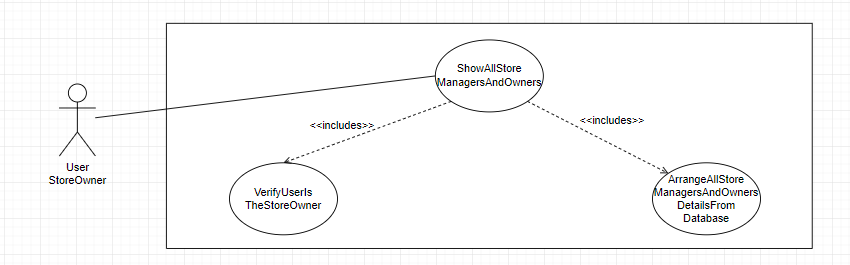 ShowAllStore
ManagersAndOwners
<<includes>>
<<includes>>
User
StoreOwner
VerifyUserIs
TheStoreOwner
ArrangeAllStore
ManagersAndOwners
DetailsFrom
Database